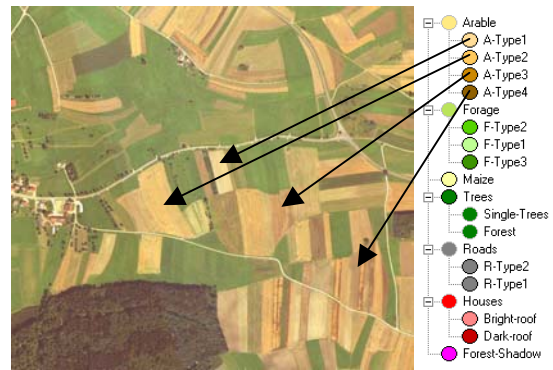 Arable
A-Type1
A-Type2
A-Type3
A-Type4
Forage
F-Type2
F-Type1
F-Type3
Maize
Trees
Single-Trees
Forest
Roads
R-Type2
R-Type1
Houses
Bright-roof
Dark-roof
Forest-Shadow